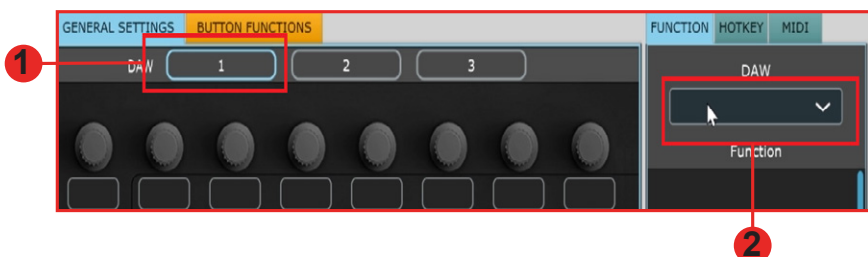 GENERAL SETTINGS BUTTON FUNCTIONS
FUNCTION HOTKEY MIDI
1
DAW 1 2 3
DAW
Function
2